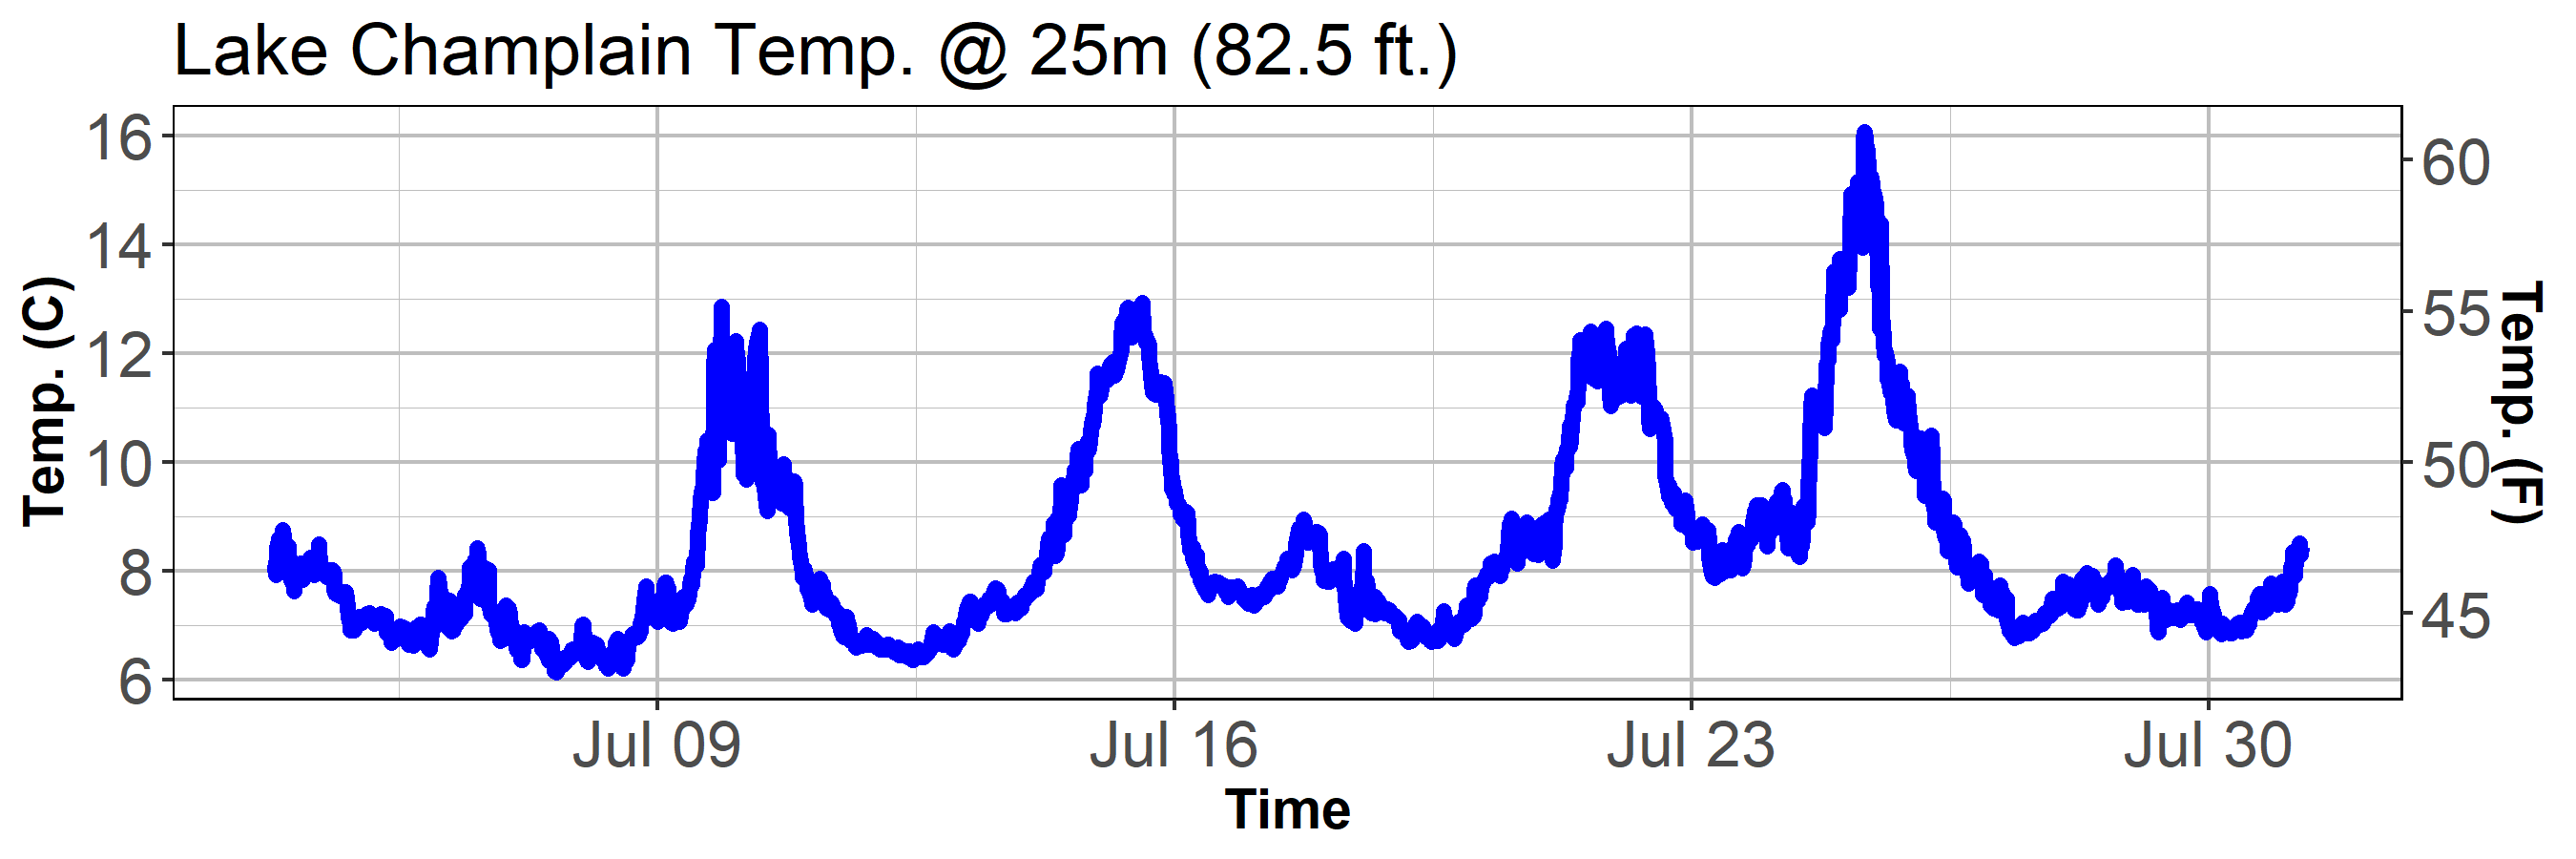 Lake Champlain Temp. @ 25m (82.5 ft.)
Temp. (C)
16
14
12
10
8
6
60
55
50
45
Temp. (F)
Jul 09
Jul 16
Jul 23
Jul 30
Time